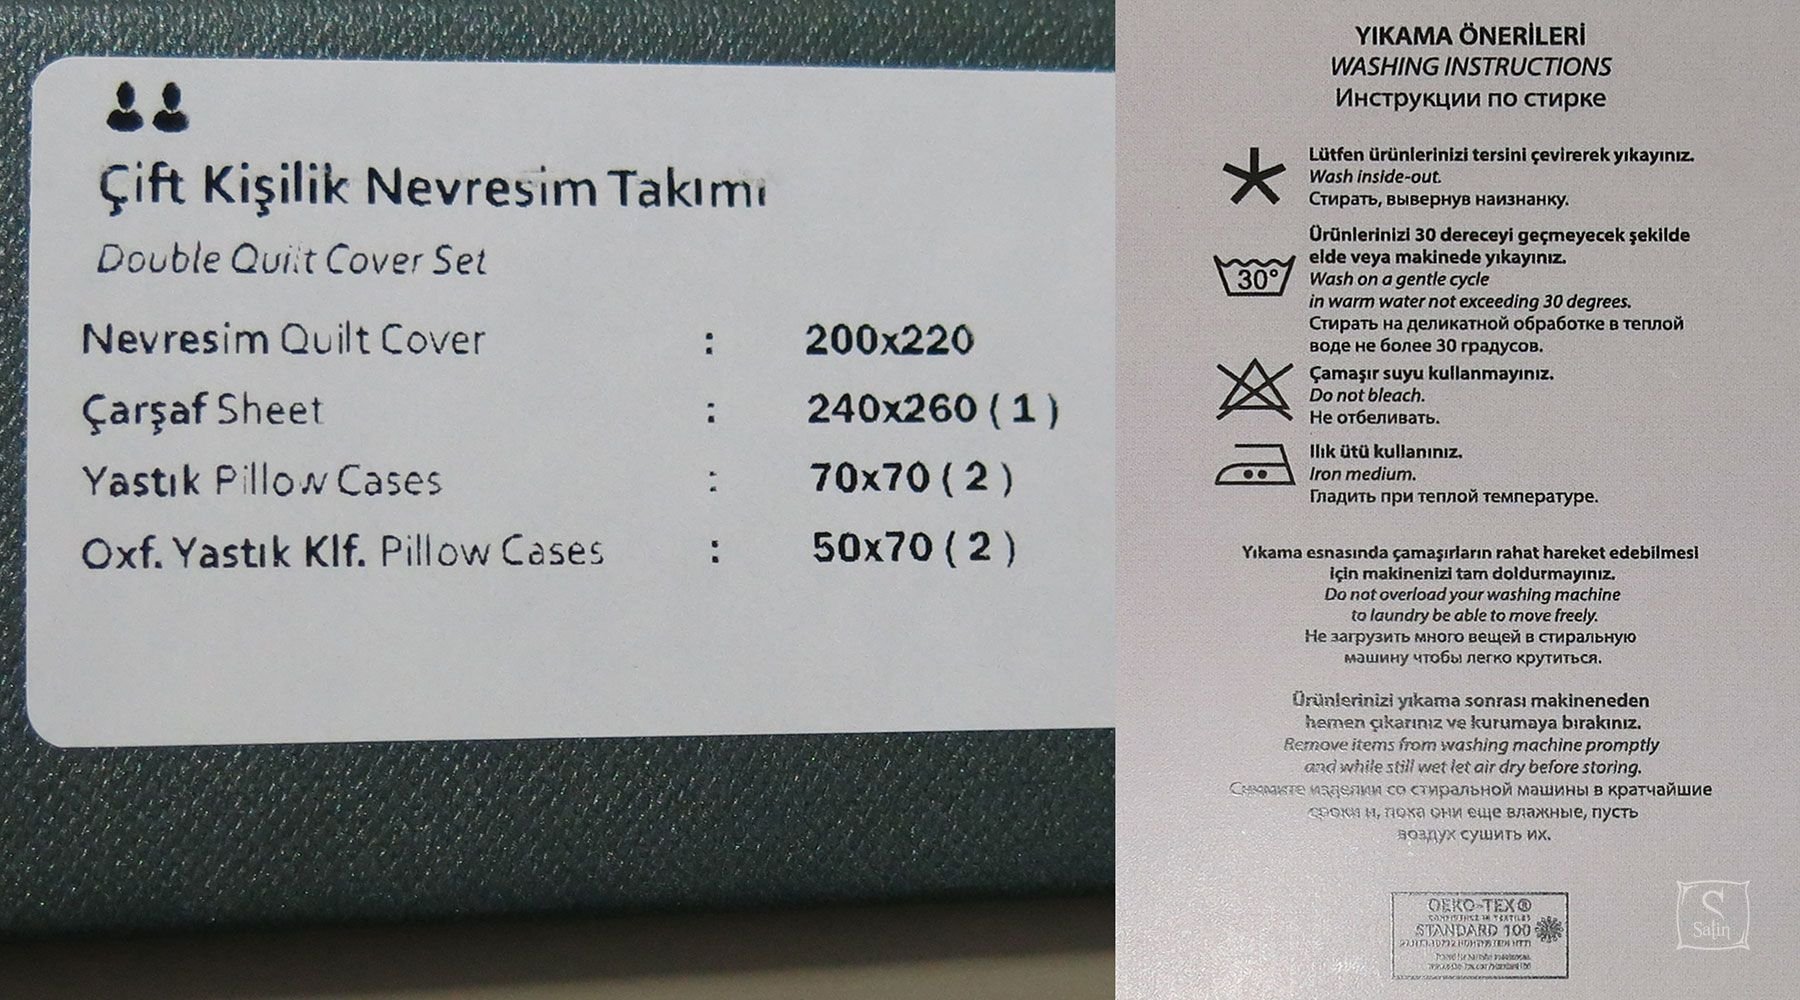 Çift Kişilik Nevresim Takımı
Double Quilt Cover Set
Nevresim Quilt Cover : 200x220
Çarşaf Sheet : 240x260 ( 1 )
Yastık Pillow Cases : 70x70 ( 2 )
Oxf. Yastık Klf. Pillow Cases : 50x70 ( 2 )
YIKAMA ÖNERİLERİ
WASHING INSTRUCTIONS
Инструкции по стирке
Lütfen ürünlerinizi tersini çevirerek yıkayınız.
Wash inside-out.
Стирать, вывернув наизнанку.
30°
Ürünlerinizi 30 dereceyi geçmeyecek şekilde
elde veya makinede yıkayınız.
Wash on a gentle cycle
in warm water not exceeding 30 degrees.
Стирать на деликатной обработке в теплой
воде не более 30 градусов.
Çamaşır suyu kullanmayınız.
Do not bleach.
Не отбеливать.
Ilık ütü kullanınız.
Iron medium.
Гладить при теплой температуре.
Yıkama esnasında çamaşırların rahat hareket edebilmesi
için makinenizi tam doldurmayınız.
Do not overload your washing machine
to laundry be able to move freely.
Не загрузить много вещей в стиральную
машину чтобы легко крутиться.
Ürünlerinizi yıkama sonrası makineneden
hemen çıkarınız ve kurumaya bırakınız.
Remove items from washing machine promptly
and while still wet let air dry before storing.
Снимите изделии со стиральной машины в кратчайшие
сроки и, пока они еще влажные, пусть
воздух сушить их.
OEKO-TEX®
CONFIDENCE IN TEXTILES
STANDARD 100
S
Satin